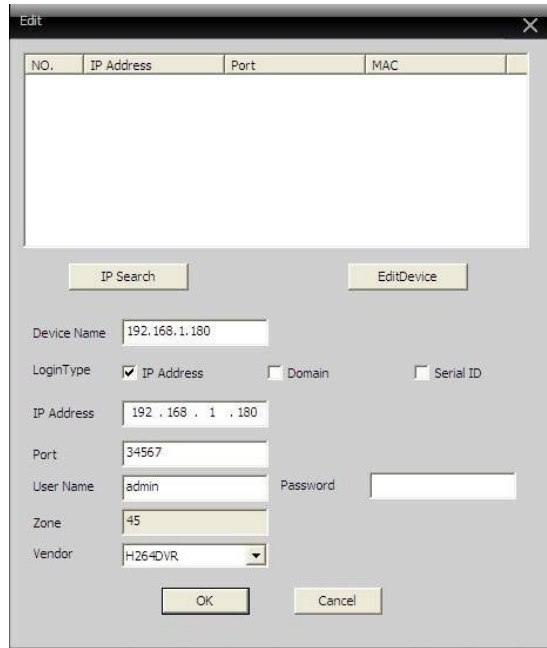 Edit
NO. IP Address Port MAC
IP Search EditDevice
Device Name 192.168.1.180
LoginType IP Address Domain Serial ID
IP Address 192 . 168 . 1 . 180
Port 34567
User Name admin Password
Zone 45
Vendor H264DVR
OK Cancel